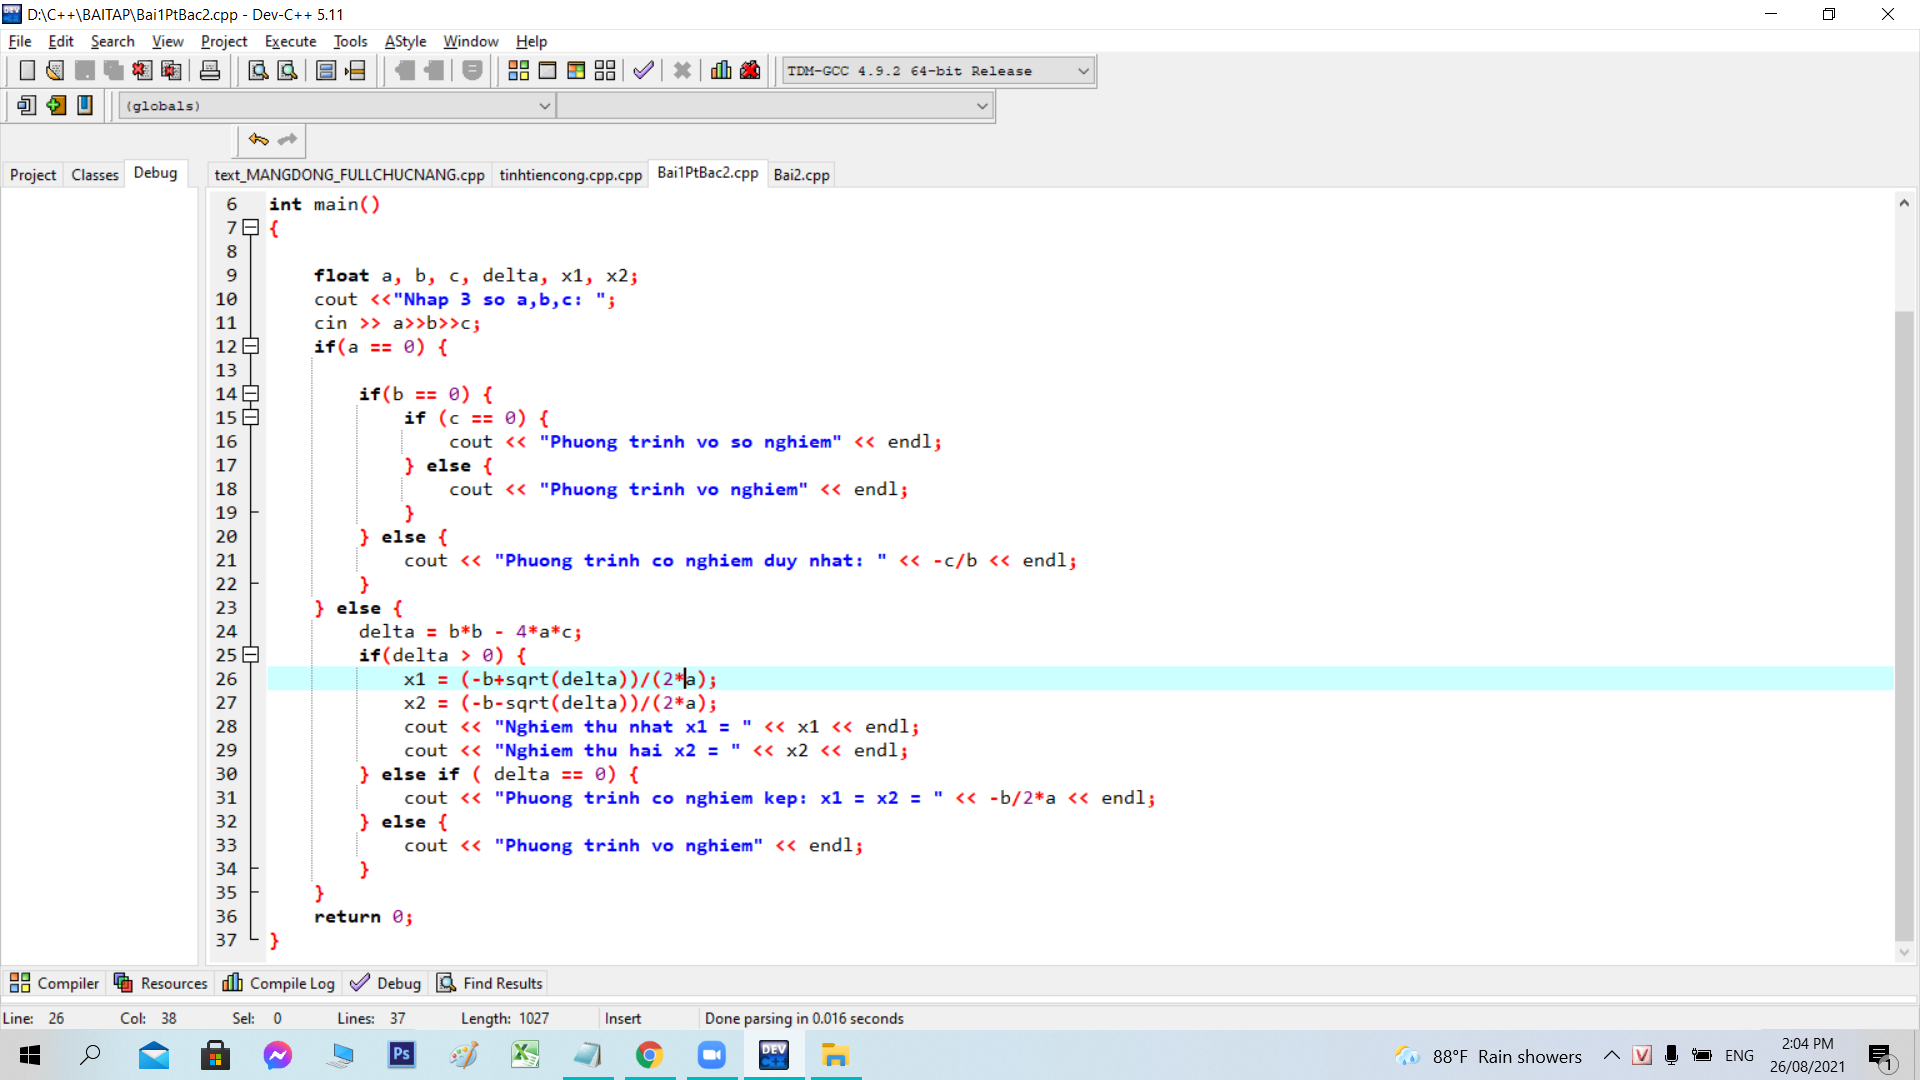 D:\C++\BAITAP\Bai1PtBac2.cpp - Dev-C++ 5.11
File Edit Search View Project Execute Tools AStyle Window Help
TDM-GCC 4.9.2 64-bit Release
(globals)
Project Classes Debug text_MANGDONG_FULLCHUCNANG.cpp tinhtiencong.cpp.cpp Bai1PtBac2.cpp Bai2.cpp
6 int main()
7 {
8
9 float a, b, c, delta, x1, x2;
10 cout <<"Nhap 3 so a,b,c: ";
11 cin >> a>>b>>c;
12 if(a == 0) {
13
14 if(b == 0) {
15 if (c == 0) {
16 cout << "Phuong trinh vo so nghiem" << endl;
17 } else {
18 cout << "Phuong trinh vo nghiem" << endl;
19 }
20 } else {
21 cout << "Phuong trinh co nghiem duy nhat: " << -c/b << endl;
22 }
23 } else {
24 delta = b*b - 4*a*c;
25 if(delta > 0) {
26 x1 = (-b+sqrt(delta))/(2*a);
27 x2 = (-b-sqrt(delta))/(2*a);
28 cout << "Nghiem thu nhat x1 = " << x1 << endl;
29 cout << "Nghiem thu hai x2 = " << x2 << endl;
30 } else if ( delta == 0) {
31 cout << "Phuong trinh co nghiem kep: x1 = x2 = " << -b/2*a << endl;
32 } else {
33 cout << "Phuong trinh vo nghiem" << endl;
34 }
35 }
36 return 0;
37 }
Compiler Resources Compile Log Debug Find Results
Line: 26 Col: 38 Sel: 0 Lines: 37 Length: 1027 Insert Done parsing in 0.016 seconds
Ps DEV C++ 88°F Rain showers V ENG 2:04 PM
26/08/2021 1